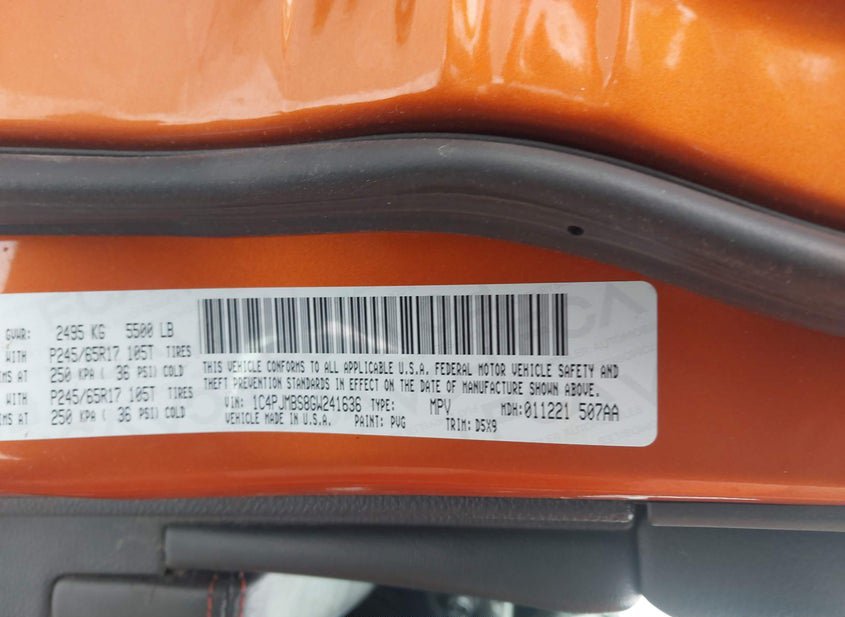 GVWR: 2495 KG 5500 LB
WITH P245/65R17 105T TIRES
MS AT 250 KPA ( 36 PSI) COLD
WITH P245/65R17 105T TIRES
MS AT 250 KPA ( 36 PSI) COLD
THIS VEHICLE CONFORMS TO ALL APPLICABLE U.S.A. FEDERAL MOTOR VEHICLE SAFETY AND
THEFT PREVENTION STANDARDS IN EFFECT ON THE DATE OF MANUFACTURE SHOWN ABOVE.
VIN: 1C4PJMBS8GW241636 TYPE: MPV MDH: 011221 507AA
VEHICLE MADE IN U.S.A. PAINT: PVG TRIM: D5X9